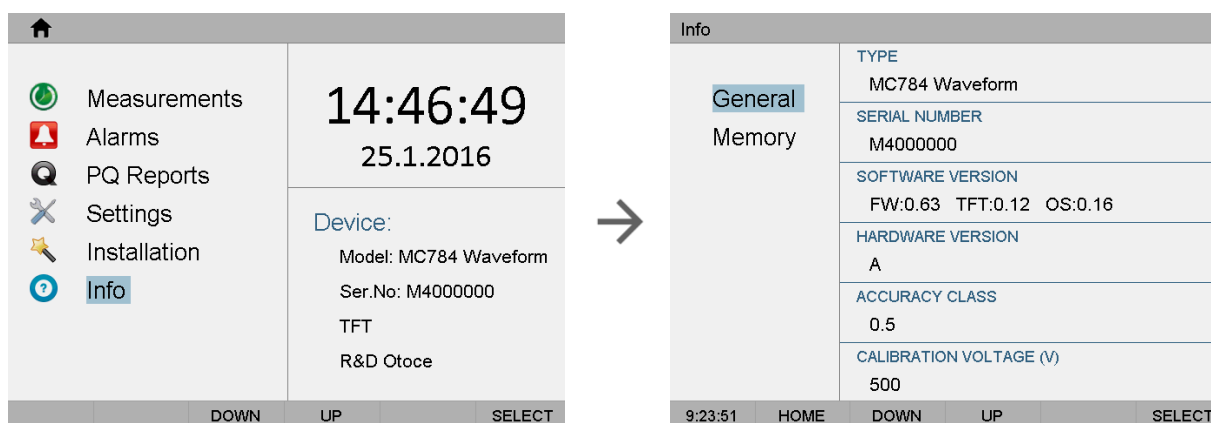 Measurements
Alarms
PQ Reports
Settings
Installation
Info
14:46:49
25.1.2016
Device:
Model: MC784 Waveform
Ser.No: M4000000
TFT
R&D Otoce
DOWN UP SELECT
Info
General
Memory
TYPE
MC784 Waveform
SERIAL NUMBER
M4000000
SOFTWARE VERSION
FW:0.63 TFT:0.12 OS:0.16
HARDWARE VERSION
A
ACCURACY CLASS
0.5
CALIBRATION VOLTAGE (V)
500
9:23:51 HOME DOWN UP SELECT